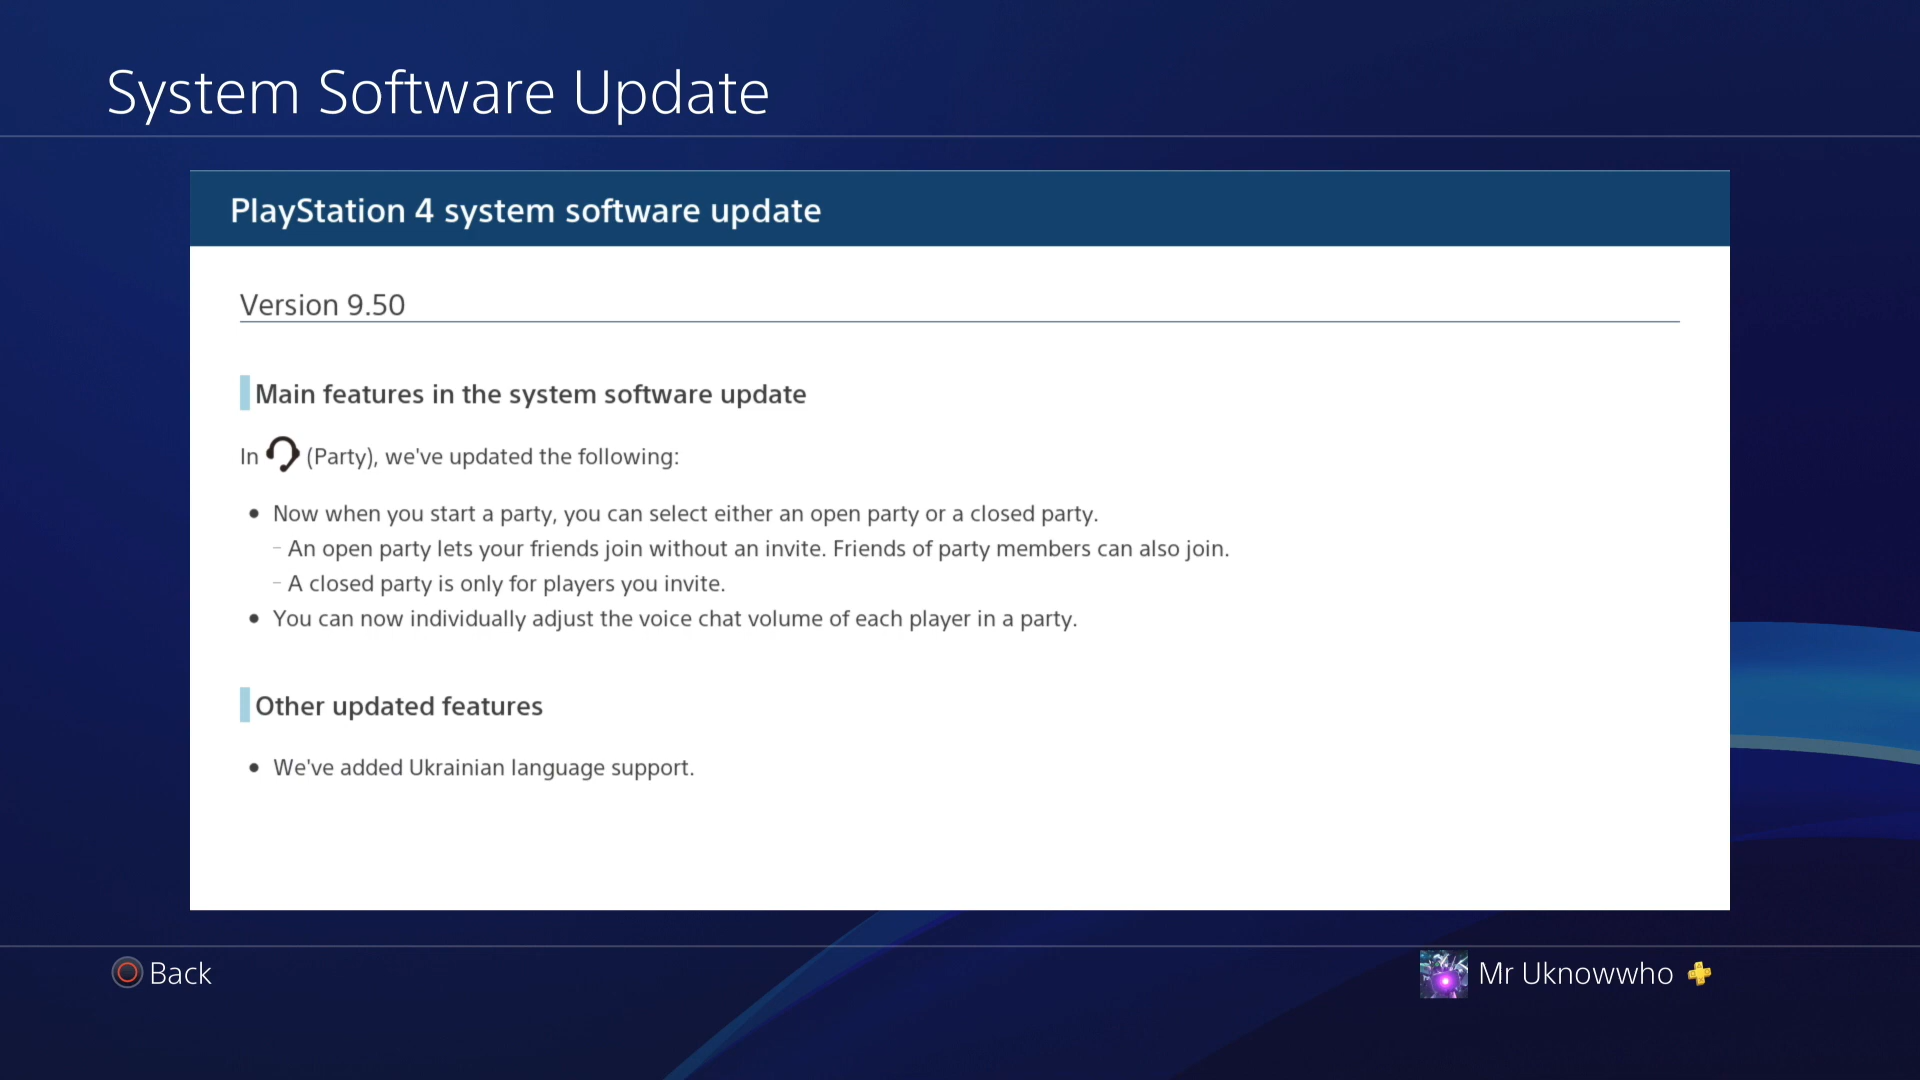 System Software Update
PlayStation 4 system software update
Version 9.50
Main features in the system software update
In (Party), we've updated the following:
• Now when you start a party, you can select either an open party or a closed party.
– An open party lets your friends join without an invite. Friends of party members can also join.
– A closed party is only for players you invite.
• You can now individually adjust the voice chat volume of each player in a party.
Other updated features
• We've added Ukrainian language support.
Back
Mr Uknowwho